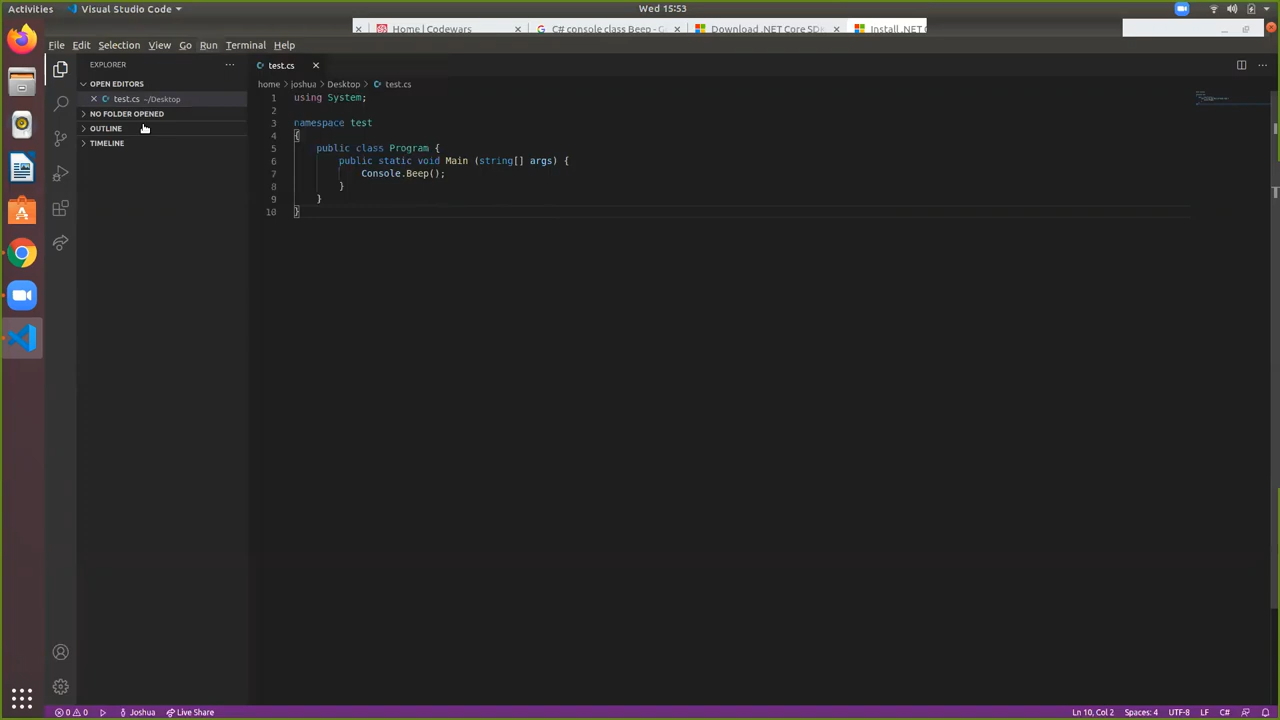 Activities
Visual Studio Code
Wed 15:53
Home | Codewars
C# console class Beep - G
Download .NET Core SD
Install .NET C
File Edit Selection View Go Run Terminal Help
EXPLORER
test.cs
OPEN EDITORS
home joshua Desktop test.cs
test.cs ~/Desktop
NO FOLDER OPENED
OUTLINE
TIMELINE
1 using System;
2
3 namespace test
4 {
5 public class Program {
6 public static void Main (string[] args) {
7 Console.Beep();
8 }
9 }
10 }
0 0 Joshua Live Share
Ln 10, Col 2 Spaces: 4 UTF-8 LF C#